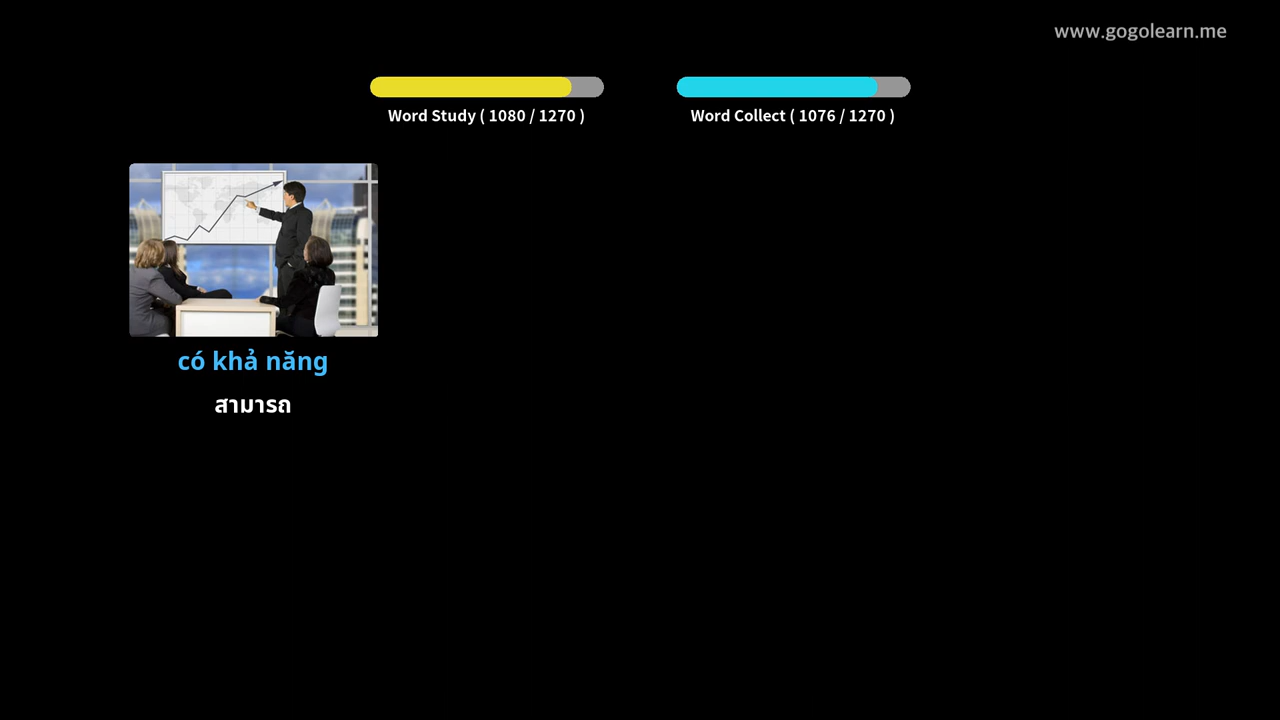 www.gogolearn.me
Word Study ( 1080 / 1270 )
Word Collect ( 1076 / 1270 )
có khả năng
สามารถ